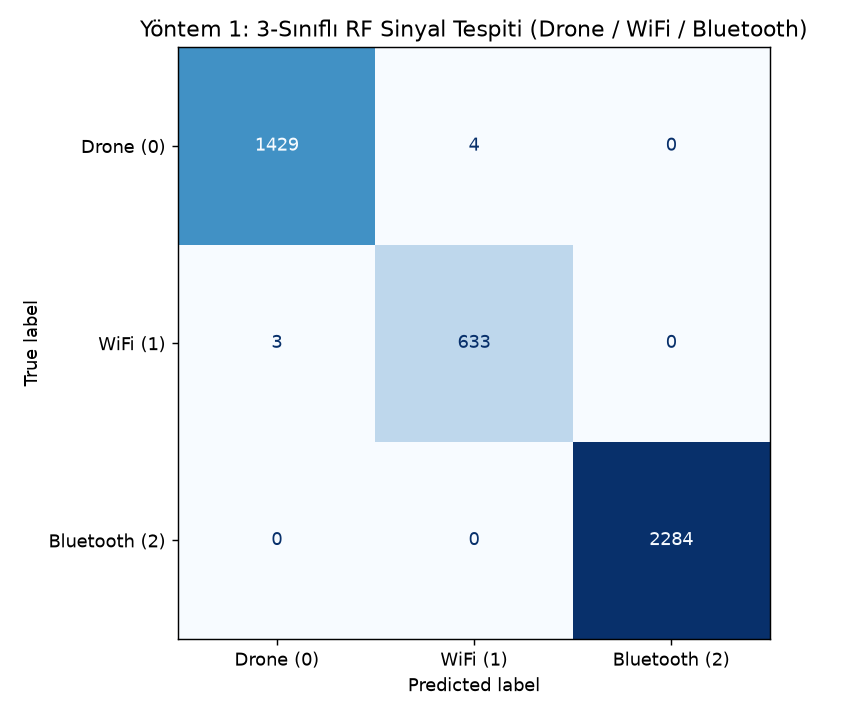 Yöntem 1: 3-Sınıflı RF Sinyal Tespiti (Drone / WiFi / Bluetooth)
True label
Drone (0)
1429
4
0
WiFi (1)
3
633
0
Bluetooth (2)
0
0
2284
Drone (0)
WiFi (1)
Bluetooth (2)
Predicted label